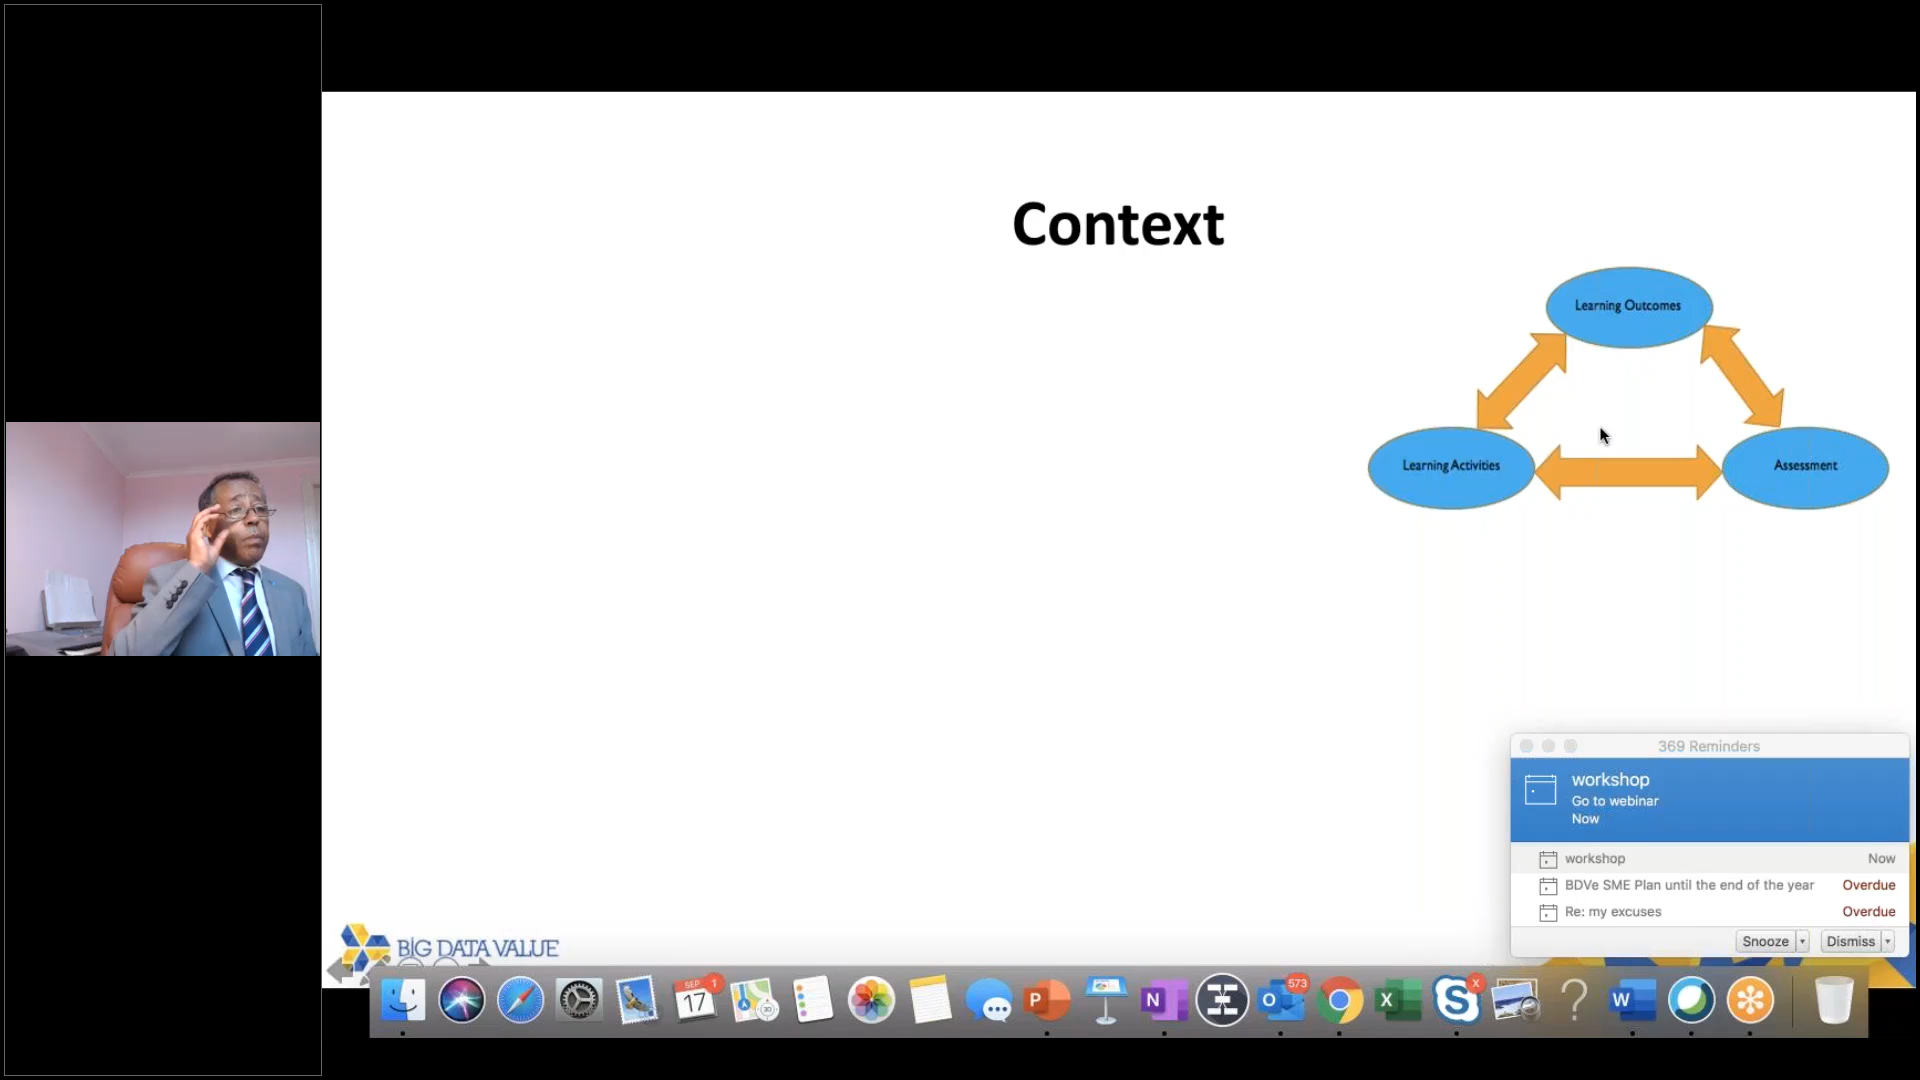 Context
Learning Outcomes
Learning Activities
Assessment
369 Reminders
workshop
Go to webinar
Now
workshop Now
BDVe SME Plan until the end of the year Overdue
Re: my excuses Overdue
Snooze Dismiss
BIG DATA VALUE
SEP
17
1
P
N
O
573
X
S
X
?
W